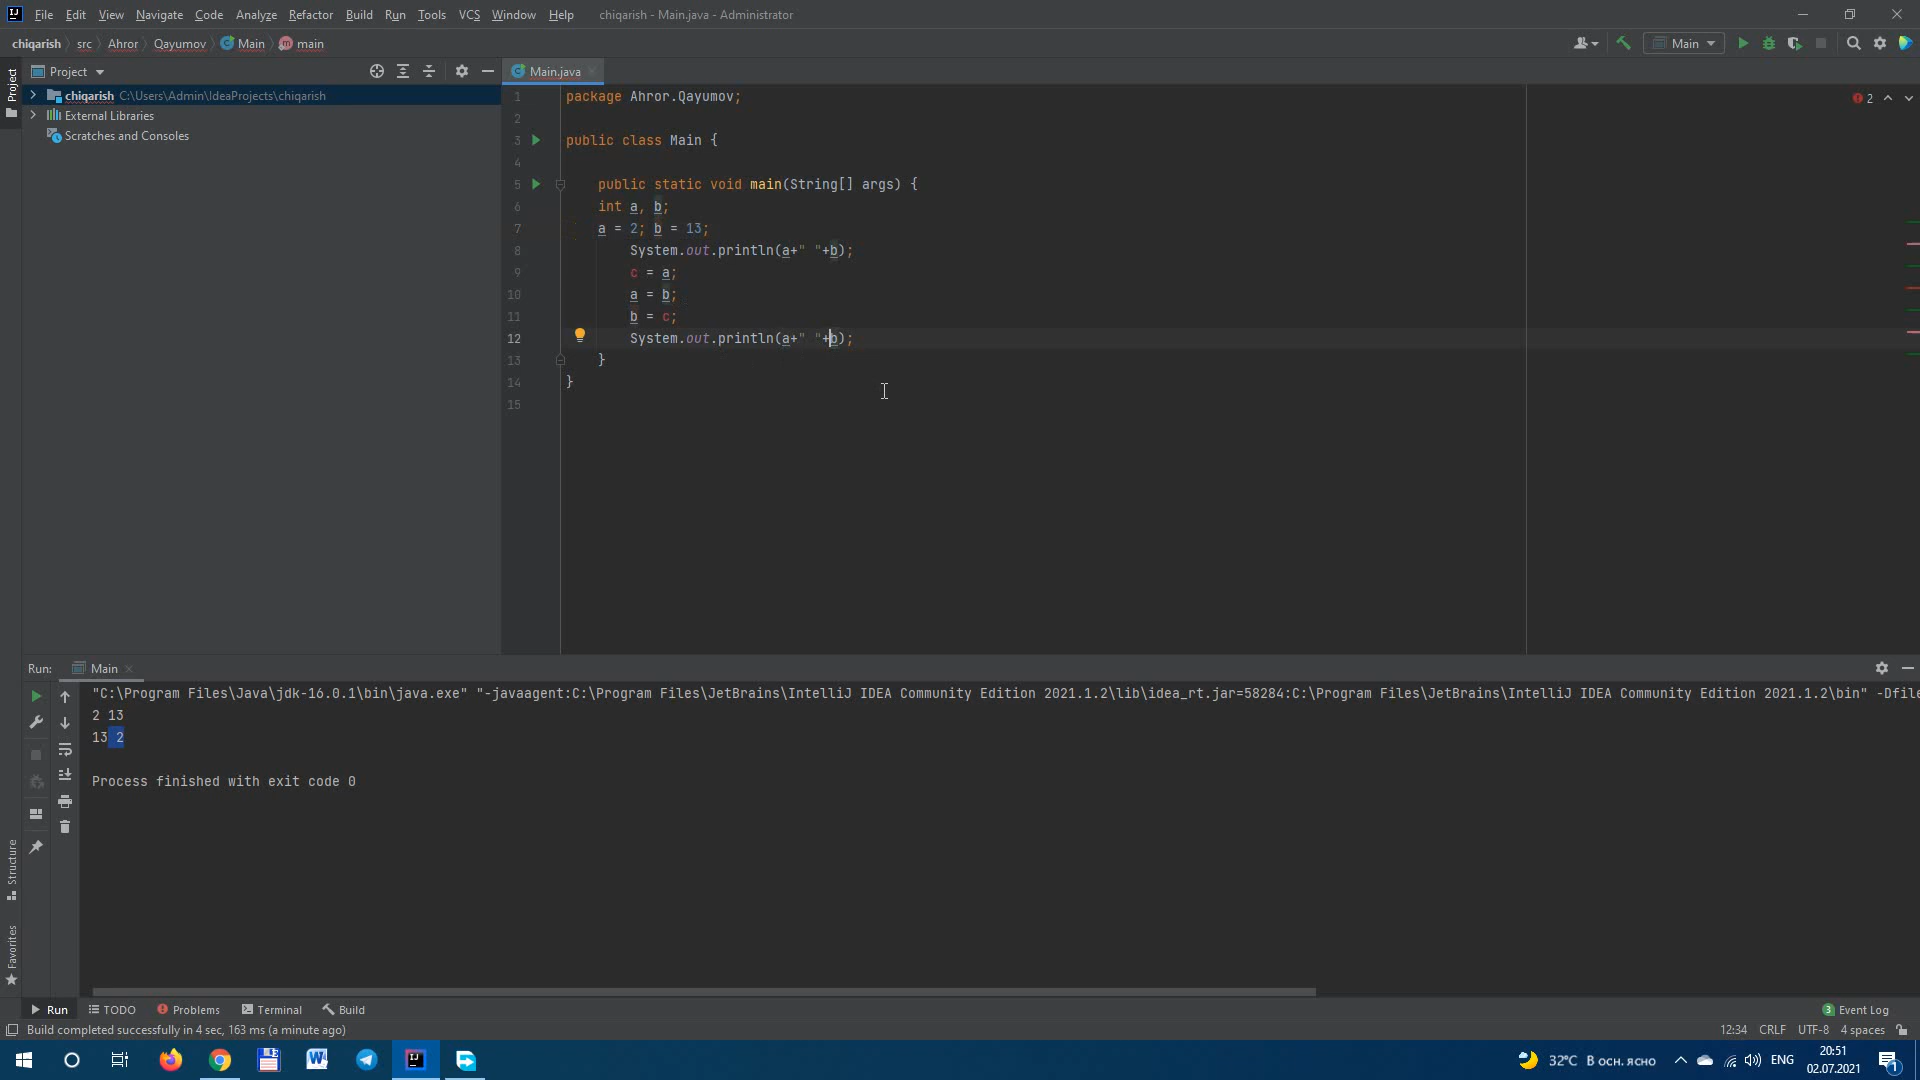 File Edit View Navigate Code Analyze Refactor Build Run Tools VCS Window Help chiqarish - Main.java - Administrator
chiqarish src Ahror Qayumov Main main
Main
Project
Project
Main.java
chiqarish C:\Users\Admin\IdeaProjects\chiqarish
External Libraries
Scratches and Consoles
2
1 package Ahror.Qayumov;
2
3 public class Main {
4
5 public static void main(String[] args) {
6 int a, b;
7 a = 2; b = 13;
8 System.out.println(a+" "+b);
9 c = a;
10 a = b;
11 b = c;
12 System.out.println(a+" "+b);
13 }
14 }
15
Run: Main
"C:\Program Files\Java\jdk-16.0.1\bin\java.exe" "-javaagent:C:\Program Files\JetBrains\IntelliJ IDEA Community Edition 2021.1.2\lib\idea_rt.jar=58284:C:\Program Files\JetBrains\IntelliJ IDEA Community Edition 2021.1.2\bin" -Dfile
2 13
13 2
Process finished with exit code 0
Structure
Favorites
Run TODO Problems Terminal Build
3 Event Log
Build completed successfully in 4 sec, 163 ms (a minute ago)
12:34 CRLF UTF-8 4 spaces
32°C В осн. ясно
ENG
20:51
02.07.2021
1